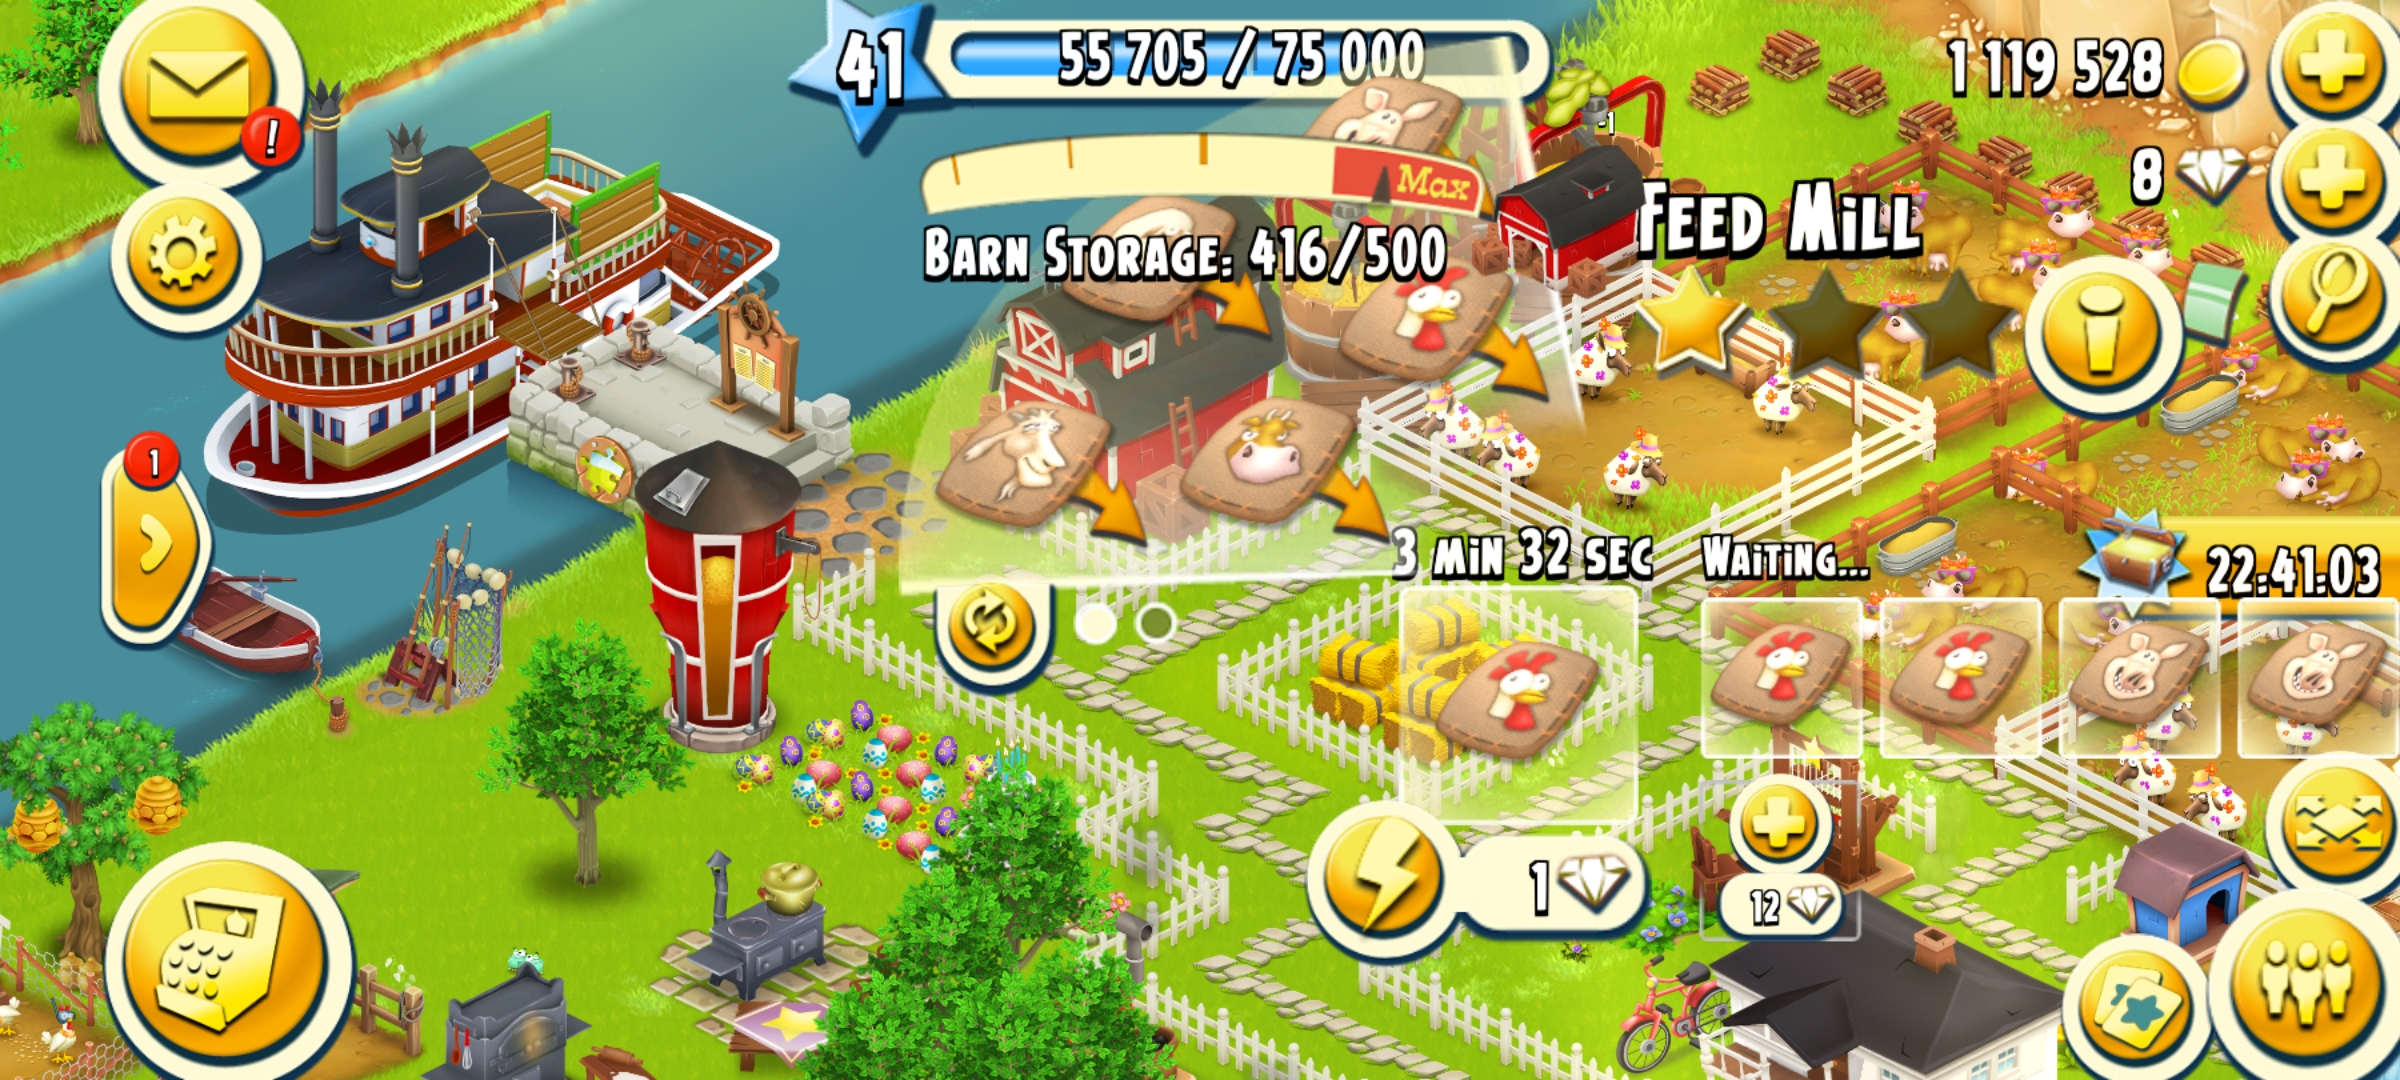 41
55 705 / 75 000
1 119 528
8
!
-1
Max
Barn Storage: 416/500
Feed Mill
1
3 min 32 sec
Waiting...
22:41:03
1
12